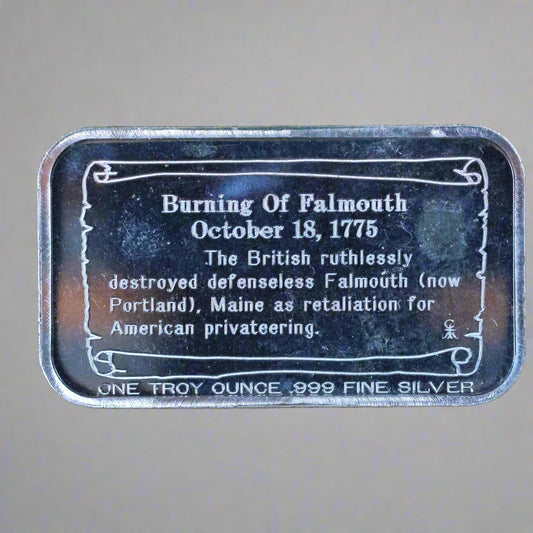 Burning Of Falmouth
October 18, 1775
The British ruthlessly
destroyed defenseless Falmouth (now
Portland), Maine as retaliation for
American privateering.
ONE TROY OUNCE .999 FINE SILVER